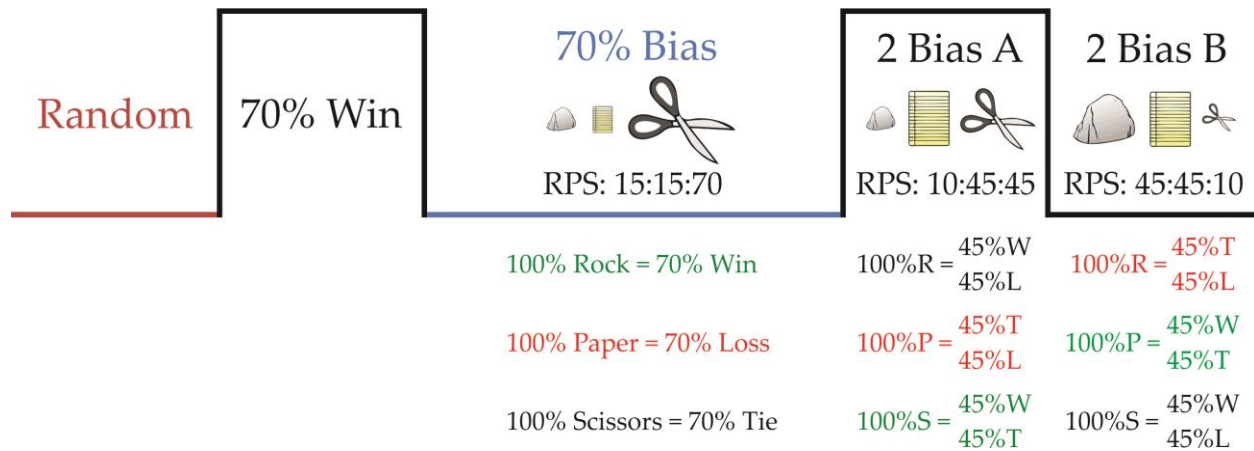 Random
70% Win
70% Bias
RPS: 15:15:70
2 Bias A
RPS: 10:45:45
2 Bias B
RPS: 45:45:10
100% Rock = 70% Win
100%R = 45%W
45%L
100%R = 45%T
45%L
100% Paper = 70% Loss
100%P = 45%T
45%L
100%P = 45%W
45%T
100% Scissors = 70% Tie
100%S = 45%W
45%T
100%S = 45%W
45%L